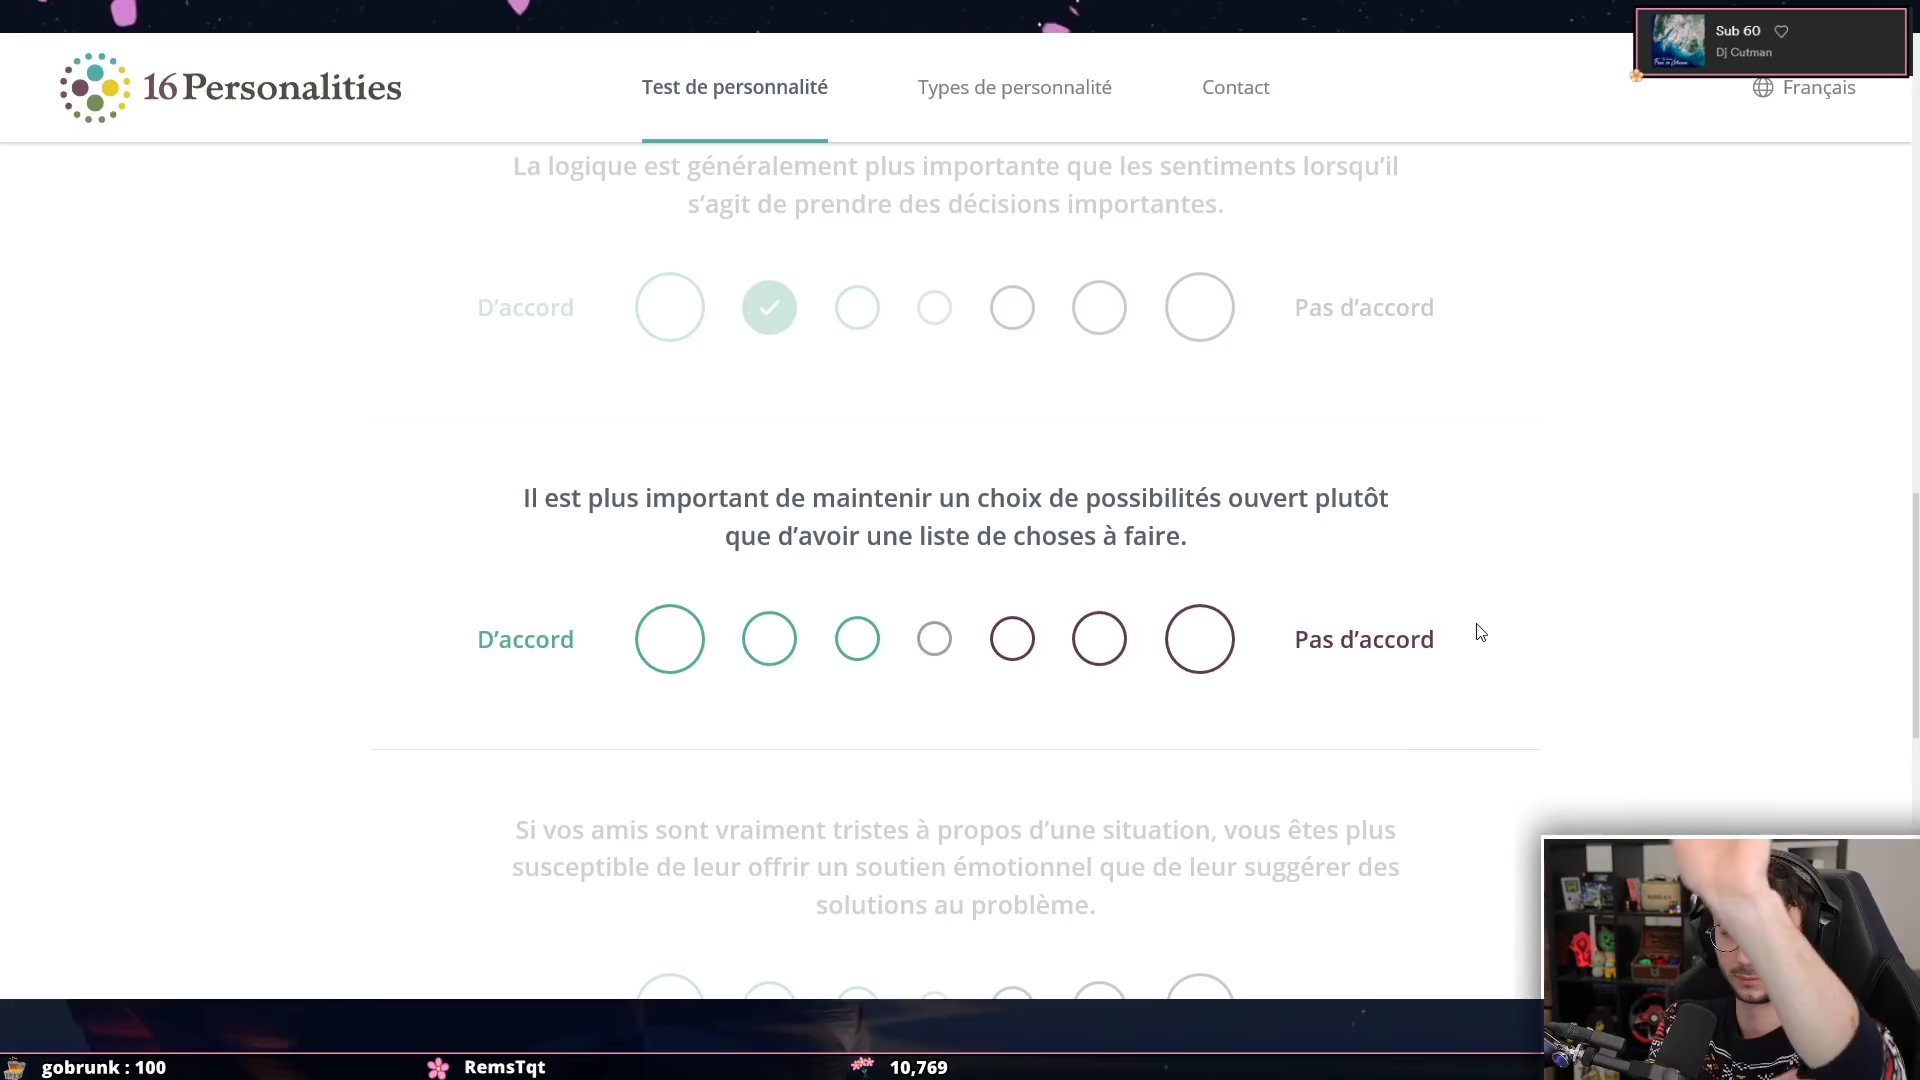 Sub 60
Dj Cutman
16Personalities
Test de personnalité
Types de personnalité
Contact
Français
La logique est généralement plus importante que les sentiments lorsqu’il
s’agit de prendre des décisions importantes.
D’accord
Pas d’accord
Il est plus important de maintenir un choix de possibilités ouvert plutôt
que d’avoir une liste de choses à faire.
D’accord
Pas d’accord
Si vos amis sont vraiment tristes à propos d’une situation, vous êtes plus
susceptible de leur offrir un soutien émotionnel que de leur suggérer des
solutions au problème.
gobrunk : 100
RemsTqt
10,769